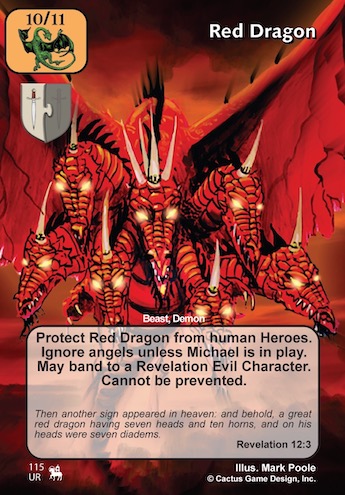 10/11
Red Dragon
Beast, Demon
Protect Red Dragon from human Heroes.
Ignore angels unless Michael is in play.
May band to a Revelation Evil Character.
Cannot be prevented.
Then another sign appeared in heaven: and behold, a great
red dragon having seven heads and ten horns, and on his
heads were seven diadems.
Revelation 12:3
115
UR
Illus. Mark Poole
© Cactus Game Design, Inc.